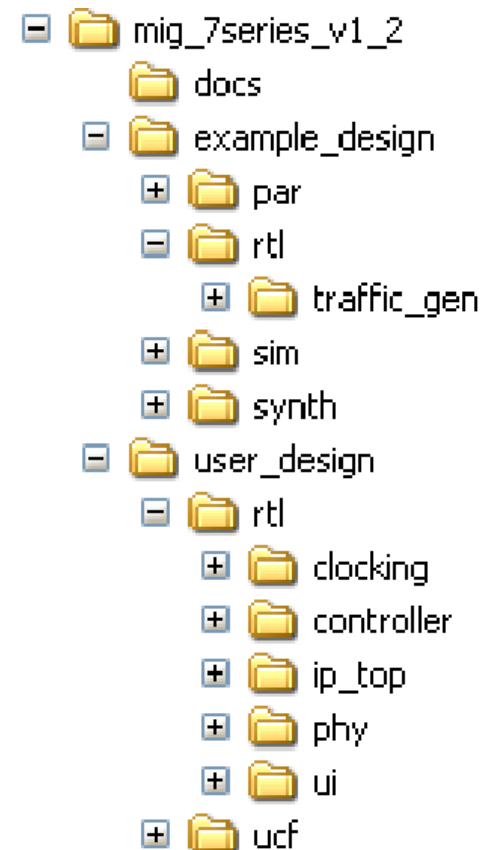 mig_7series_v1_2
docs
example_design
par
rtl
traffic_gen
sim
synth
user_design
rtl
clocking
controller
ip_top
phy
ui
ucf